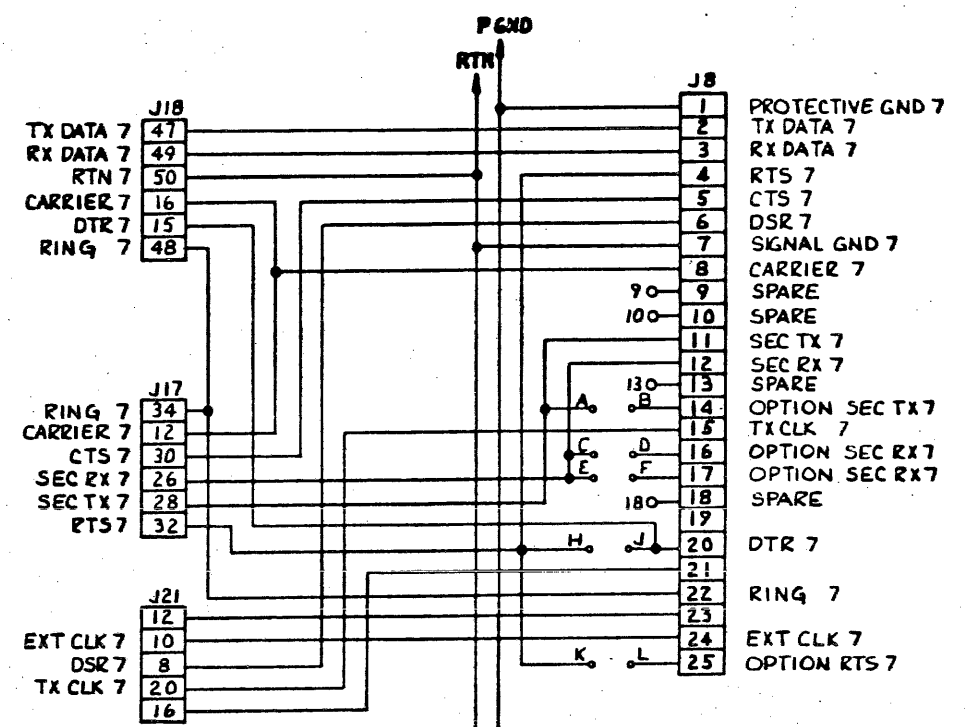 PGND
RTN
J18
TX DATA 7 47
RX DATA 7 49
RTN 7 50
CARRIER 7 16
DTR 7 15
RING 7 48
J17
RING 7 34
CARRIER 7 12
CTS 7 30
SEC RX 7 26
SEC TX 7 28
RTS 7 32
J21
12
EXT CLK 7 10
DSR 7 8
TX CLK 7 20
16
J8
1 PROTECTIVE GND 7
2 TX DATA 7
3 RX DATA 7
4 RTS 7
5 CTS 7
6 DSR 7
7 SIGNAL GND 7
8 CARRIER 7
9 9 SPARE
10 10 SPARE
11 SEC TX 7
12 SEC RX 7
13 13 SPARE
A B 14 OPTION SEC TX 7
15 TX CLK 7
C D 16 OPTION SEC RX 7
E F 17 OPTION SEC RX 7
18 18 SPARE
19
H J 20 DTR 7
21
22 RING 7
23
24 EXT CLK 7
K L 25 OPTION RTS 7